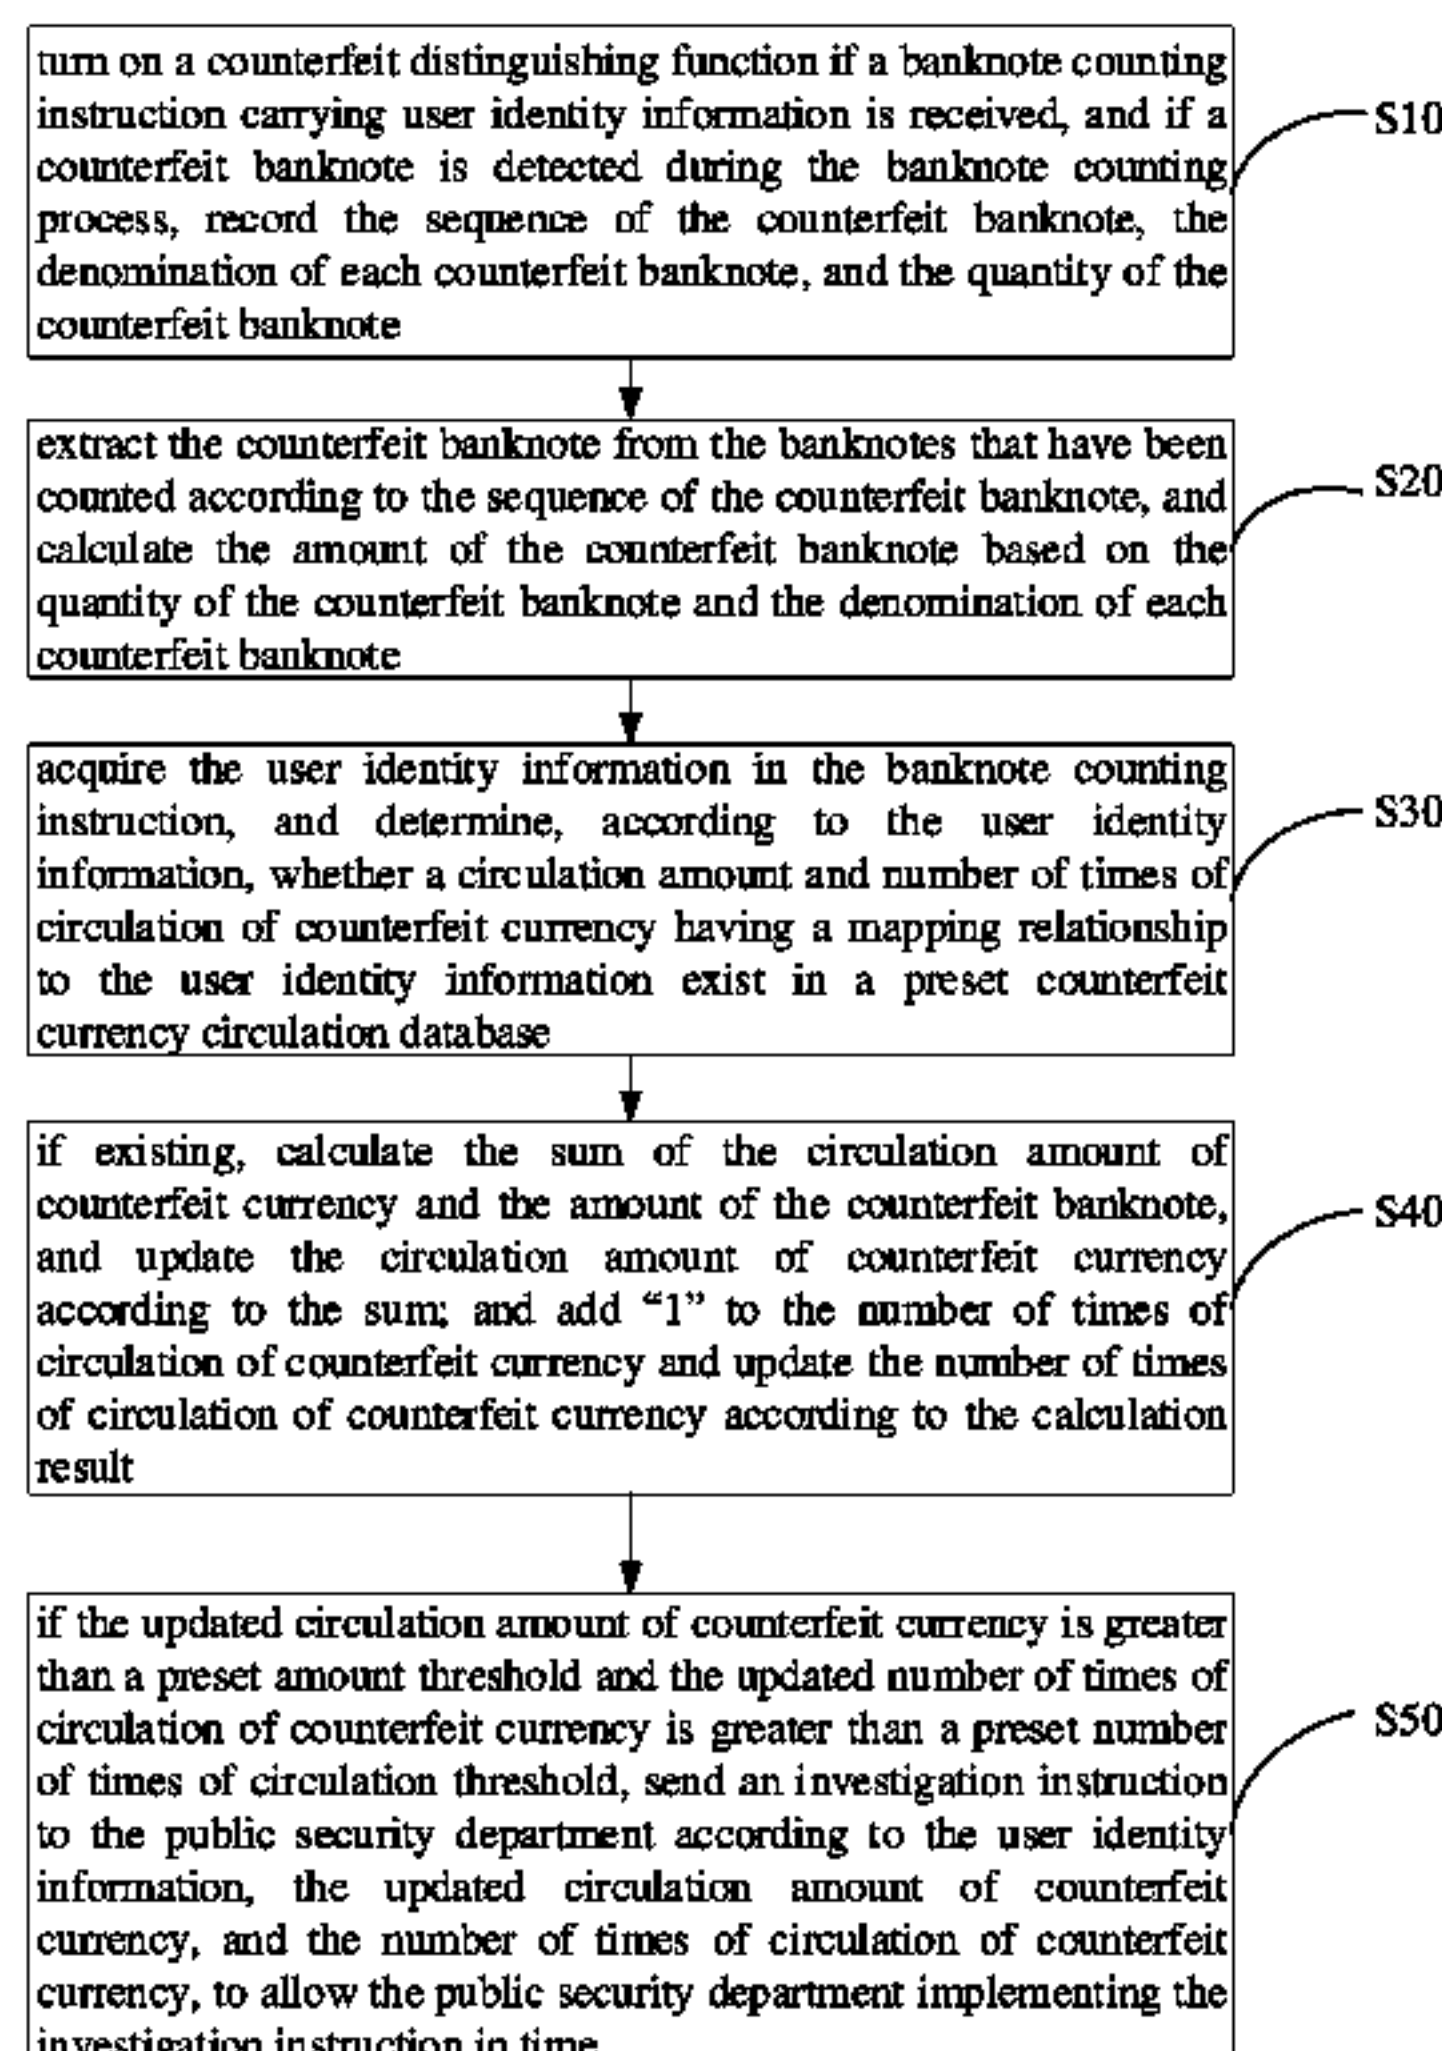 turn on a counterfeit distinguishing function if a banknote counting
instruction carrying user identity information is received, and if a
counterfeit banknote is detected during the banknote counting
process, record the sequence of the counterfeit banknote, the
denomination of each counterfeit banknote, and the quantity of the
counterfeit banknote
S10
extract the counterfeit banknote from the banknotes that have been
counted according to the sequence of the counterfeit banknote, and
calculate the amount of the counterfeit banknote based on the
quantity of the counterfeit banknote and the denomination of each
counterfeit banknote
S20
acquire the user identity information in the banknote counting
instruction, and determine, according to the user identity
information, whether a circulation amount and number of times of
circulation of counterfeit currency having a mapping relationship
to the user identity information exist in a preset counterfeit
currency circulation database
S30
if existing, calculate the sum of the circulation amount of
counterfeit currency and the amount of the counterfeit banknote,
and update the circulation amount of counterfeit currency
according to the sum; and add “1” to the number of times of
circulation of counterfeit currency and update the number of times
of circulation of counterfeit currency according to the calculation
result
S40
if the updated circulation amount of counterfeit currency is greater
than a preset amount threshold and the updated number of times of
circulation of counterfeit currency is greater than a preset number
of times of circulation threshold, send an investigation instruction
to the public security department according to the user identity
information, the updated circulation amount of counterfeit
currency, and the number of times of circulation of counterfeit
currency, to allow the public security department implementing the
investigation instruction in time
S50